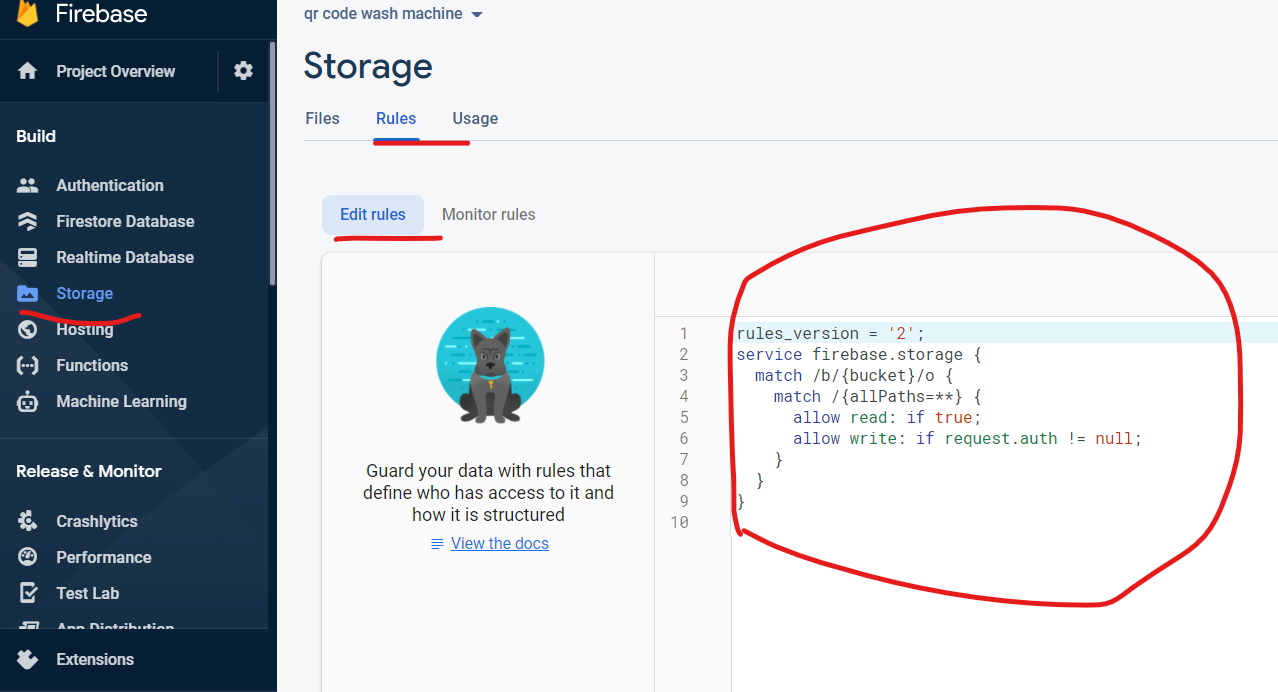 Firebase
Project Overview
Build
Authentication
Firestore Database
Realtime Database
Storage
Hosting
Functions
Machine Learning
Release & Monitor
Crashlytics
Performance
Test Lab
App Distribution
Extensions
qr code wash machine
Storage
Files Rules Usage
Edit rules Monitor rules
Guard your data with rules that
define who has access to it and
how it is structured
View the docs
1 rules_version = '2';
2 service firebase.storage {
3 match /b/{bucket}/o {
4 match /{allPaths=**} {
5 allow read: if true;
6 allow write: if request.auth != null;
7 }
8 }
9 }
10